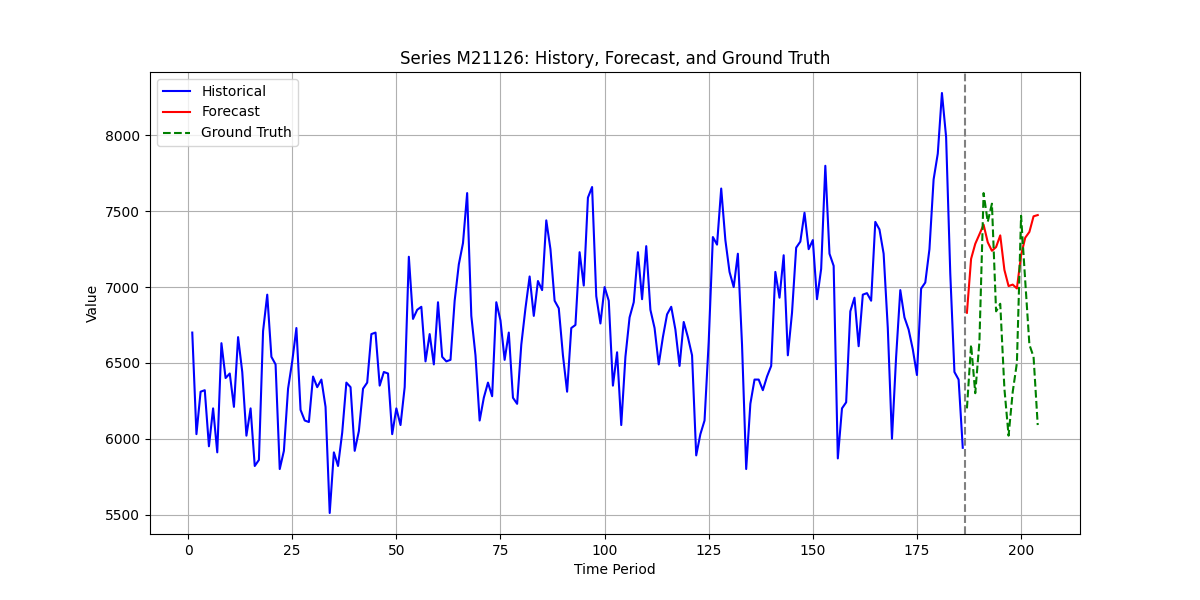 Series M21126: History, Forecast, and Ground Truth
Historical
Forecast
Ground Truth
8000
7500
7000
6500
6000
5500
Value
0 25 50 75 100 125 150 175 200
Time Period